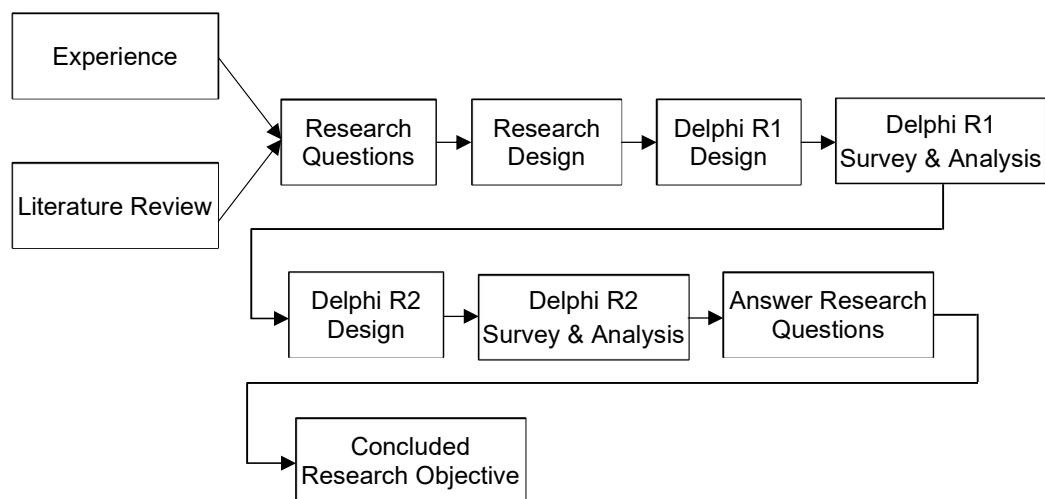 Experience
Literature Review
Research
Questions
Research
Design
Delphi R1
Design
Delphi R1
Survey & Analysis
Delphi R2
Design
Delphi R2
Survey & Analysis
Answer Research
Questions
Concluded
Research Objective